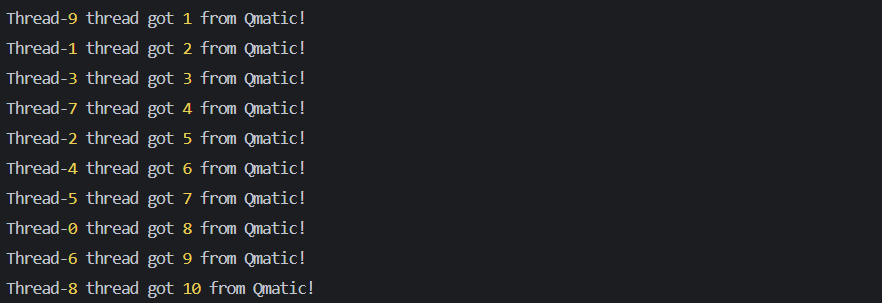 Thread-9 thread got 1 from Qmatic!
Thread-1 thread got 2 from Qmatic!
Thread-3 thread got 3 from Qmatic!
Thread-7 thread got 4 from Qmatic!
Thread-2 thread got 5 from Qmatic!
Thread-4 thread got 6 from Qmatic!
Thread-5 thread got 7 from Qmatic!
Thread-0 thread got 8 from Qmatic!
Thread-6 thread got 9 from Qmatic!
Thread-8 thread got 10 from Qmatic!